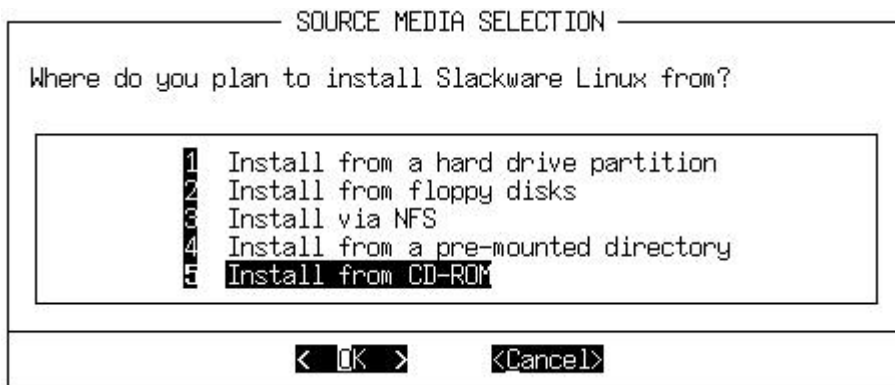 SOURCE MEDIA SELECTION
Where do you plan to install Slackware Linux from?
1 Install from a hard drive partition
2 Install from floppy disks
3 Install via NFS
4 Install from a pre-mounted directory
5 Install from CD-ROM
< OK > <Cancel>